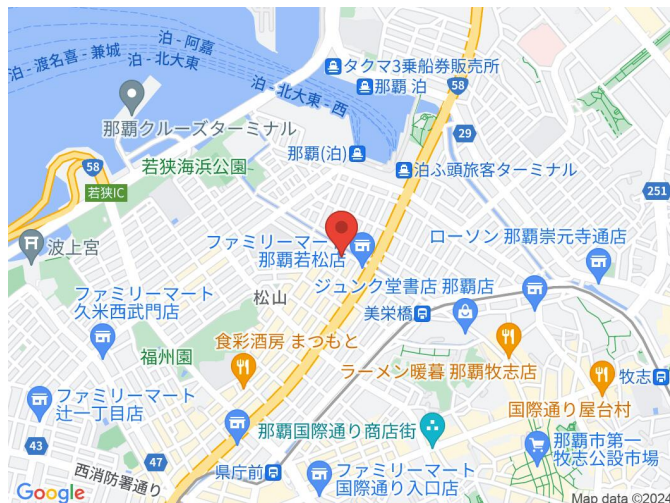 泊 - 阿嘉
泊 - 渡名喜 - 兼城
泊 - 北大東
泊 - 北大東 - 西
タクマ3乗船券販売所
58
那覇 泊
那覇クルーズターミナル
29
那覇(泊)
若狭海浜公園
泊ふ頭旅客ターミナル
58
251
若狭IC
波上宮
ファミリーマート
那覇若松店
ローソン 那覇崇元寺通店
ジュンク堂書店 那覇店
ファミリーマート
久米西武門店
松山
美栄橋
福州園
食彩酒房 まつもと
ラーメン暖暮 那覇牧志店
牧志
ファミリーマート
辻一丁目店
国際通り屋台村
那覇国際通り商店街
43
那覇市第一
牧志公設市場
47
西消防署通り
県庁前
ファミリーマート
国際通り入口店
Google
Map data ©2024